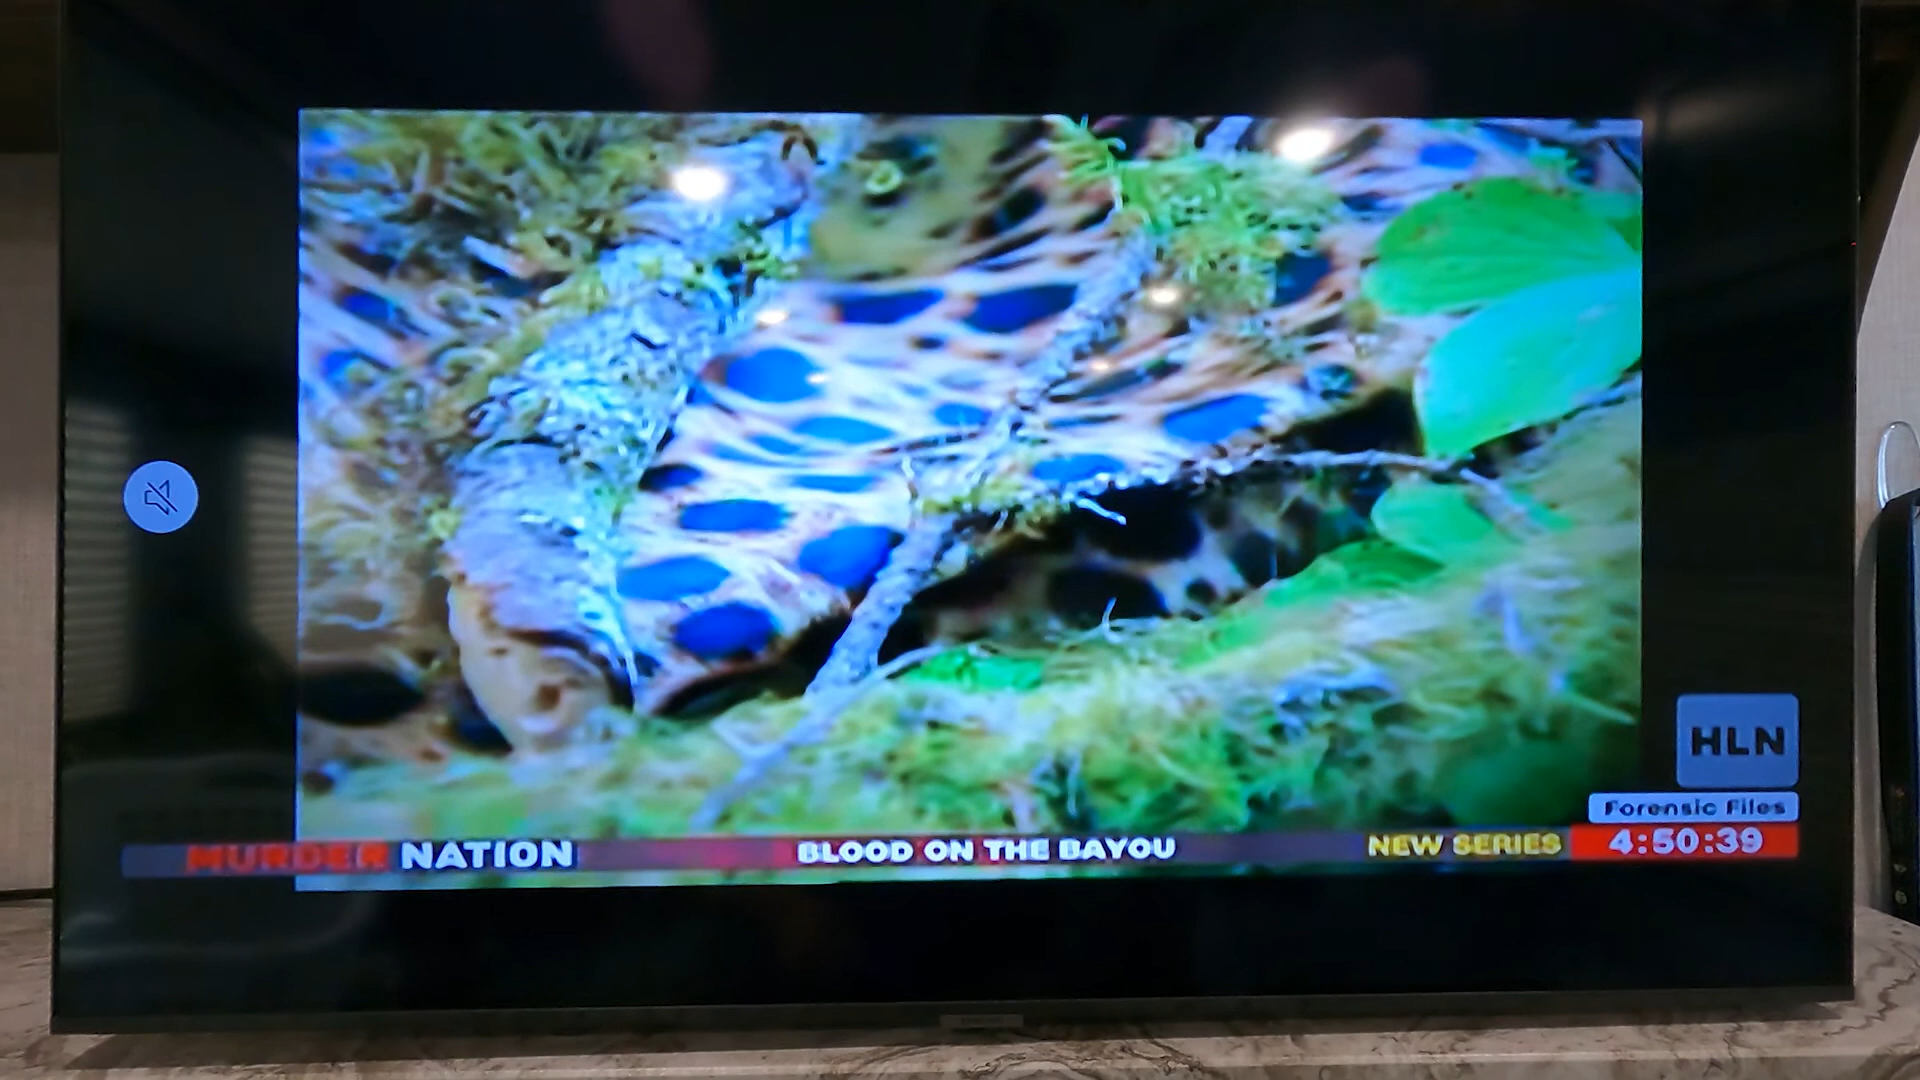 HLN
Forensic Files
MURDER NATION BLOOD ON THE BAYOU NEW SERIES 4:50:39